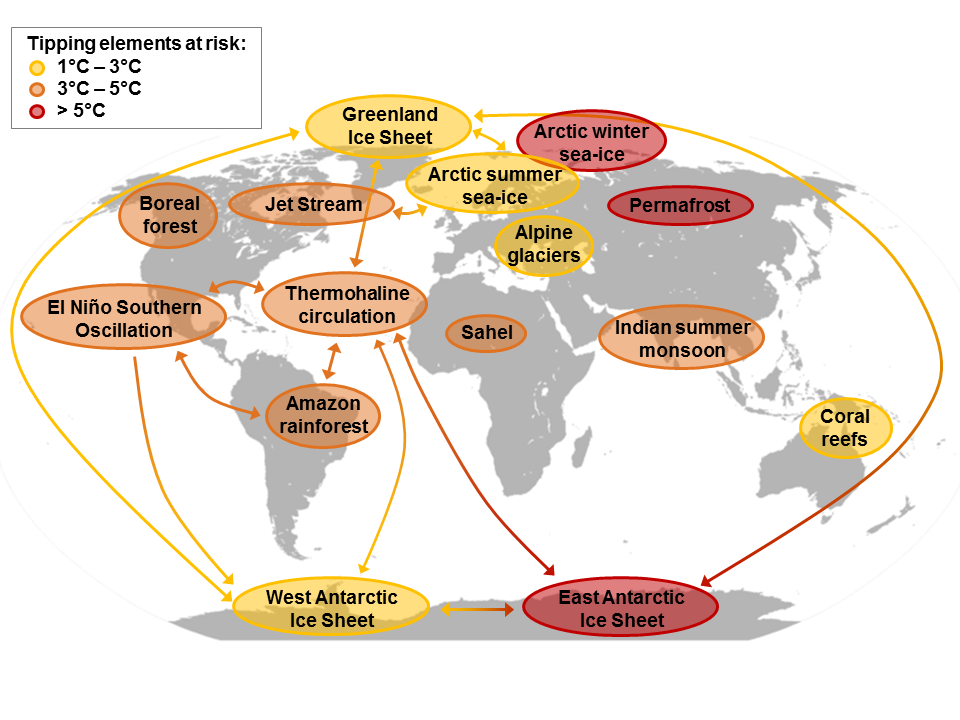 Tipping elements at risk:
1°C – 3°C
3°C – 5°C
> 5°C
Greenland
Ice Sheet
Arctic winter
sea-ice
Arctic summer
sea-ice
Boreal
forest
Jet Stream
Permafrost
Alpine
glaciers
El Niño Southern
Oscillation
Thermohaline
circulation
Sahel
Indian summer
monsoon
Amazon
rainforest
Coral
reefs
West Antarctic
Ice Sheet
East Antarctic
Ice Sheet